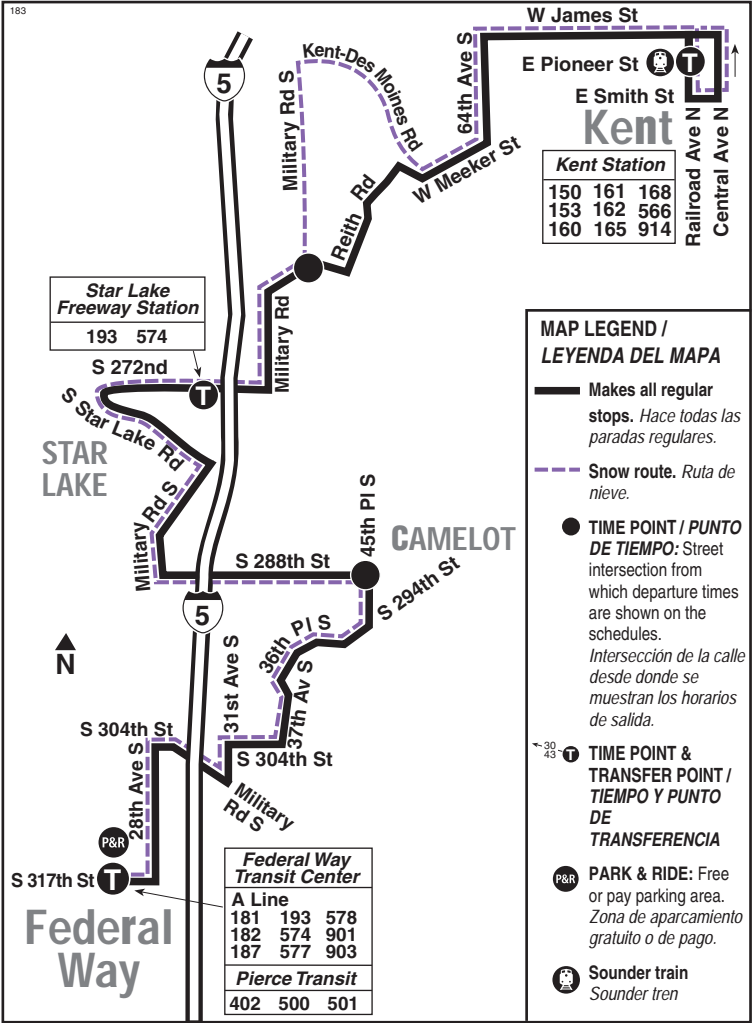 183
W James St
5
Kent-Des Moines Rd
Military Rd S
64th Ave S
E Pioneer St
T
E Smith St
Kent
Railroad Ave N
Central Ave N
W Meeker St
Reith Rd
Kent Station
150 161 168
153 162 566
160 165 914
Star Lake
Freeway Station
193 574
Military Rd
S 272nd
T
S Star Lake Rd
STAR
LAKE
Military Rd S
45th Pl S
CAMELOT
S 288th St
S 294th St
5
36th Pl S
N
31st Ave S
37th Av S
S 304th St
S 304th St
28th Ave S
Military
Rd S
P&R
S 317th St
T
Federal
Way
Federal Way
Transit Center
A Line
181 193 578
182 574 901
187 577 903
Pierce Transit
402 500 501
MAP LEGEND /
LEYENDA DEL MAPA
Makes all regular
stops. Hace todas las
paradas regulares.
Snow route. Ruta de
nieve.
TIME POINT / PUNTO
DE TIEMPO: Street
intersection from
which departure times
are shown on the
schedules.
Intersección de la calle
desde donde se
muestran los horarios
de salida.
30
43
T
TIME POINT &
TRANSFER POINT /
TIEMPO Y PUNTO
DE
TRANSFERENCIA
P&R
PARK & RIDE: Free
or pay parking area.
Zona de aparcamiento
gratuito o de pago.
Sounder train
Sounder tren